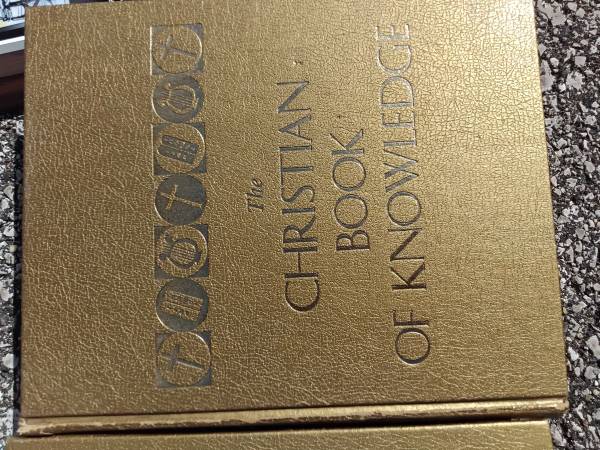 The
CHRISTIAN
BOOK
OF KNOWLEDGE